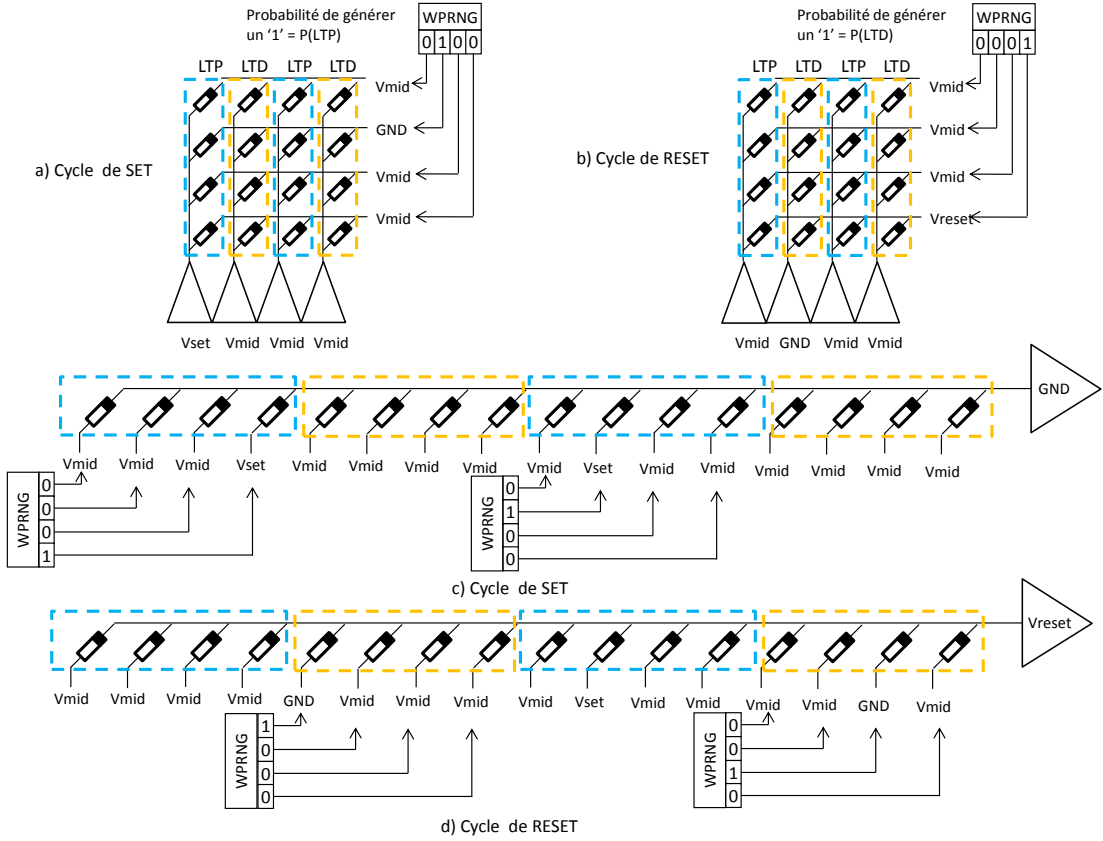 Probabilité de générer
un '1' = P(LTP)
WPRNG
0 1 0 0
LTP LTD LTP LTD
Vmid
GND
Vmid
Vmid
a) Cycle de SET
Vset Vmid Vmid Vmid
Probabilité de générer
un '1' = P(LTD)
WPRNG
0 0 0 1
LTP LTD LTP LTD
Vmid
Vmid
Vmid
Vreset
b) Cycle de RESET
Vmid GND Vmid Vmid
GND
Vmid Vmid Vmid Vset Vmid Vmid Vmid Vmid Vmid Vset Vmid Vmid Vmid Vmid Vmid Vmid
WPRNG
0
0
0
1
WPRNG
0
1
0
0
c) Cycle de SET
Vreset
Vmid Vmid Vmid Vmid GND Vmid Vmid Vmid Vmid Vset Vmid Vmid Vmid Vmid GND Vmid
WPRNG
1
0
0
0
WPRNG
0
0
1
0
d) Cycle de RESET